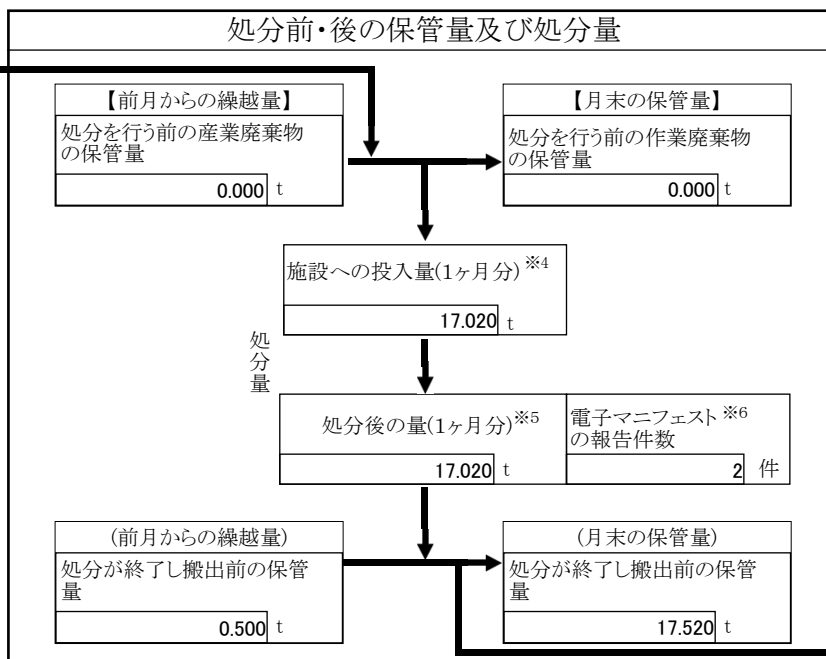 処分前・後の保管量及び処分量
【前月からの繰越量】
処分を行う前の産業廃棄物
の保管量
0.000 t
【月末の保管量】
処分を行う前の作業廃棄物
の保管量
0.000 t
施設への投入量(1ヶ月分)※4
17.020 t
処分量
処分後の量(1ヶ月分)※5
17.020 t
電子マニフェスト※6
の報告件数
2 件
(前月からの繰越量)
処分が終了し搬出前の保管
量
0.500 t
(月末の保管量)
処分が終了し搬出前の保管
量
17.520 t